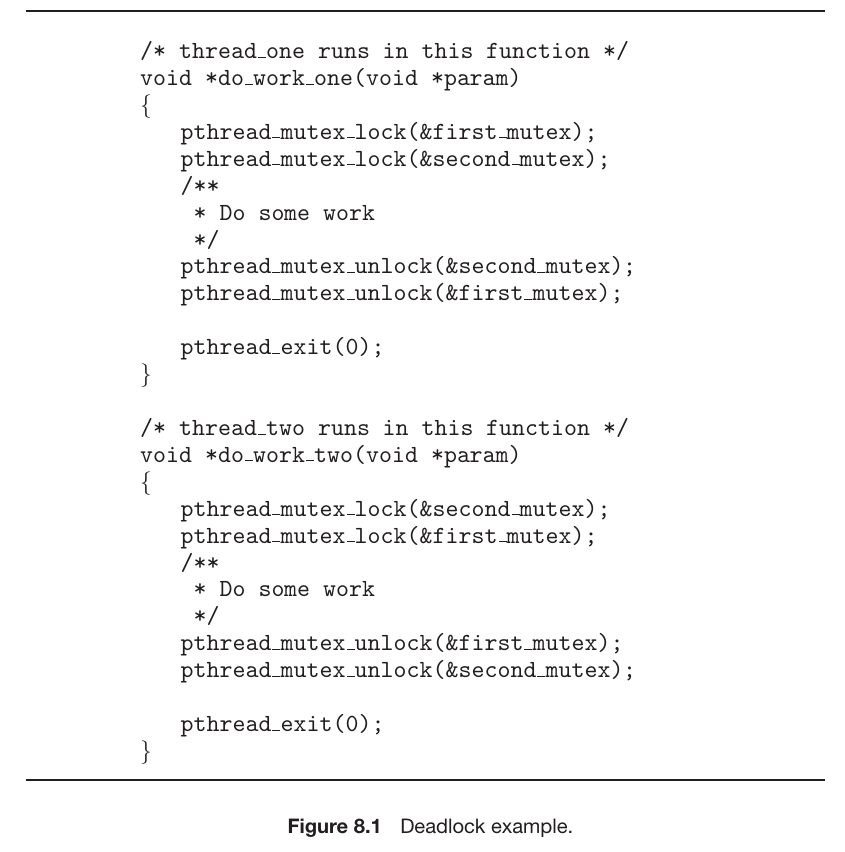 /* thread_one runs in this function */
void *do_work_one(void *param)
{
pthread_mutex_lock(&first_mutex);
pthread_mutex_lock(&second_mutex);
/**
* Do some work
*/
pthread_mutex_unlock(&second_mutex);
pthread_mutex_unlock(&first_mutex);
pthread_exit(0);
}
/* thread_two runs in this function */
void *do_work_two(void *param)
{
pthread_mutex_lock(&second_mutex);
pthread_mutex_lock(&first_mutex);
/**
* Do some work
*/
pthread_mutex_unlock(&first_mutex);
pthread_mutex_unlock(&second_mutex);
pthread_exit(0);
}
Figure 8.1 Deadlock example.